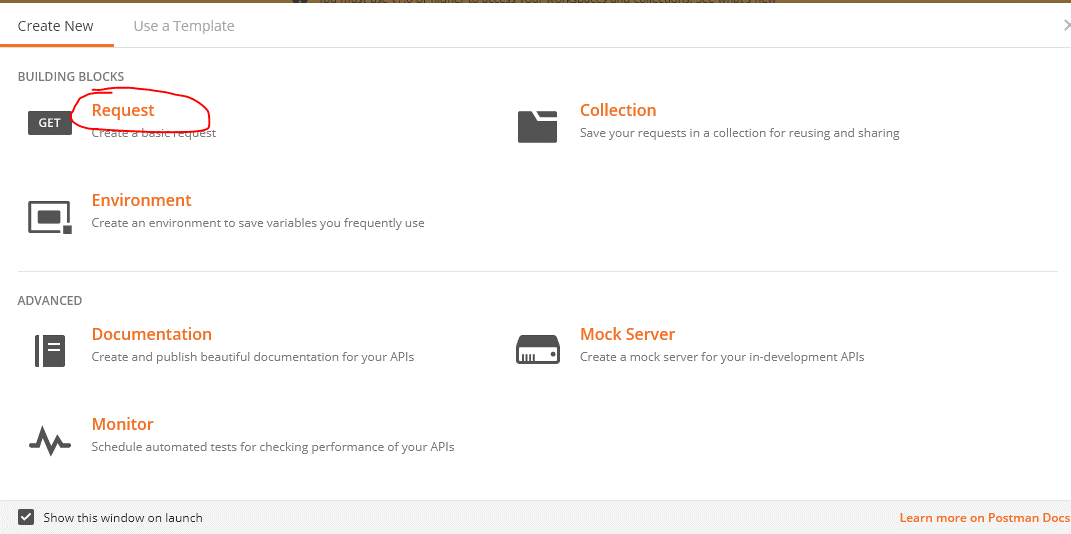 Create New
Use a Template
BUILDING BLOCKS
GET
Request
Create a basic request
Collection
Save your requests in a collection for reusing and sharing
Environment
Create an environment to save variables you frequently use
ADVANCED
Documentation
Create and publish beautiful documentation for your APIs
Mock Server
Create a mock server for your in-development APIs
Monitor
Schedule automated tests for checking performance of your APIs
Show this window on launch
Learn more on Postman Docs